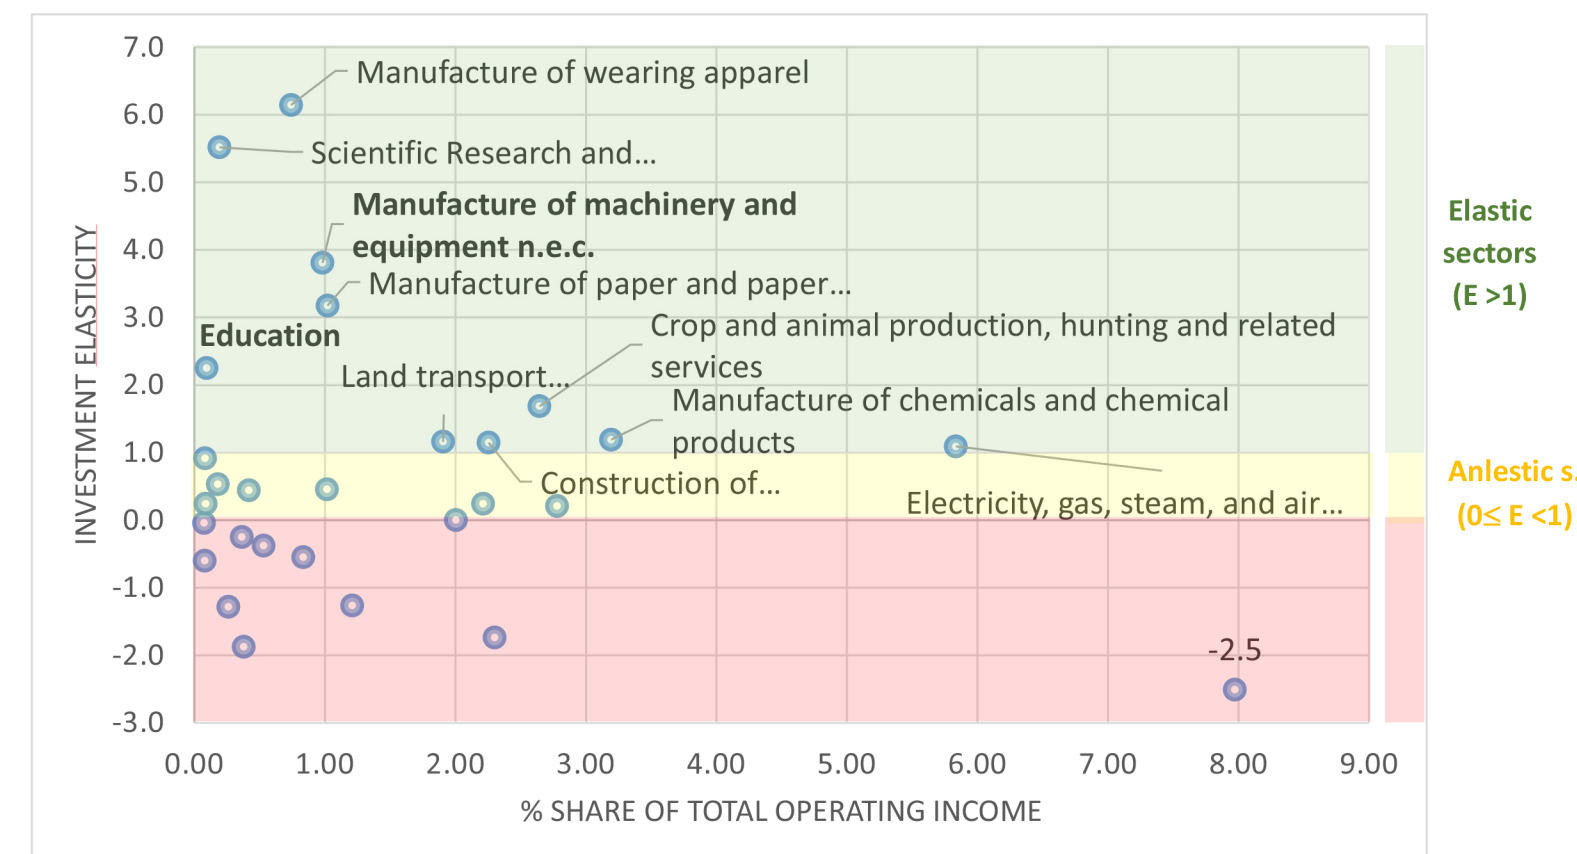 7.0
6.0
5.0
4.0
3.0
2.0
1.0
0.0
-1.0
-2.0
-3.0
INVESTMENT ELASTICITY
Manufacture of wearing apparel
Scientific Research and...
Manufacture of machinery and
equipment n.e.c.
Manufacture of paper and paper...
Education
Crop and animal production, hunting and related
services
Land transport...
Manufacture of chemicals and chemical
products
Construction of...
Electricity, gas, steam, and air...
-2.5
0.00 1.00 2.00 3.00 4.00 5.00 6.00 7.00 8.00 9.00
% SHARE OF TOTAL OPERATING INCOME
Elastic
sectors
(E >1)
Anlestic s.
(0≤ E <1)